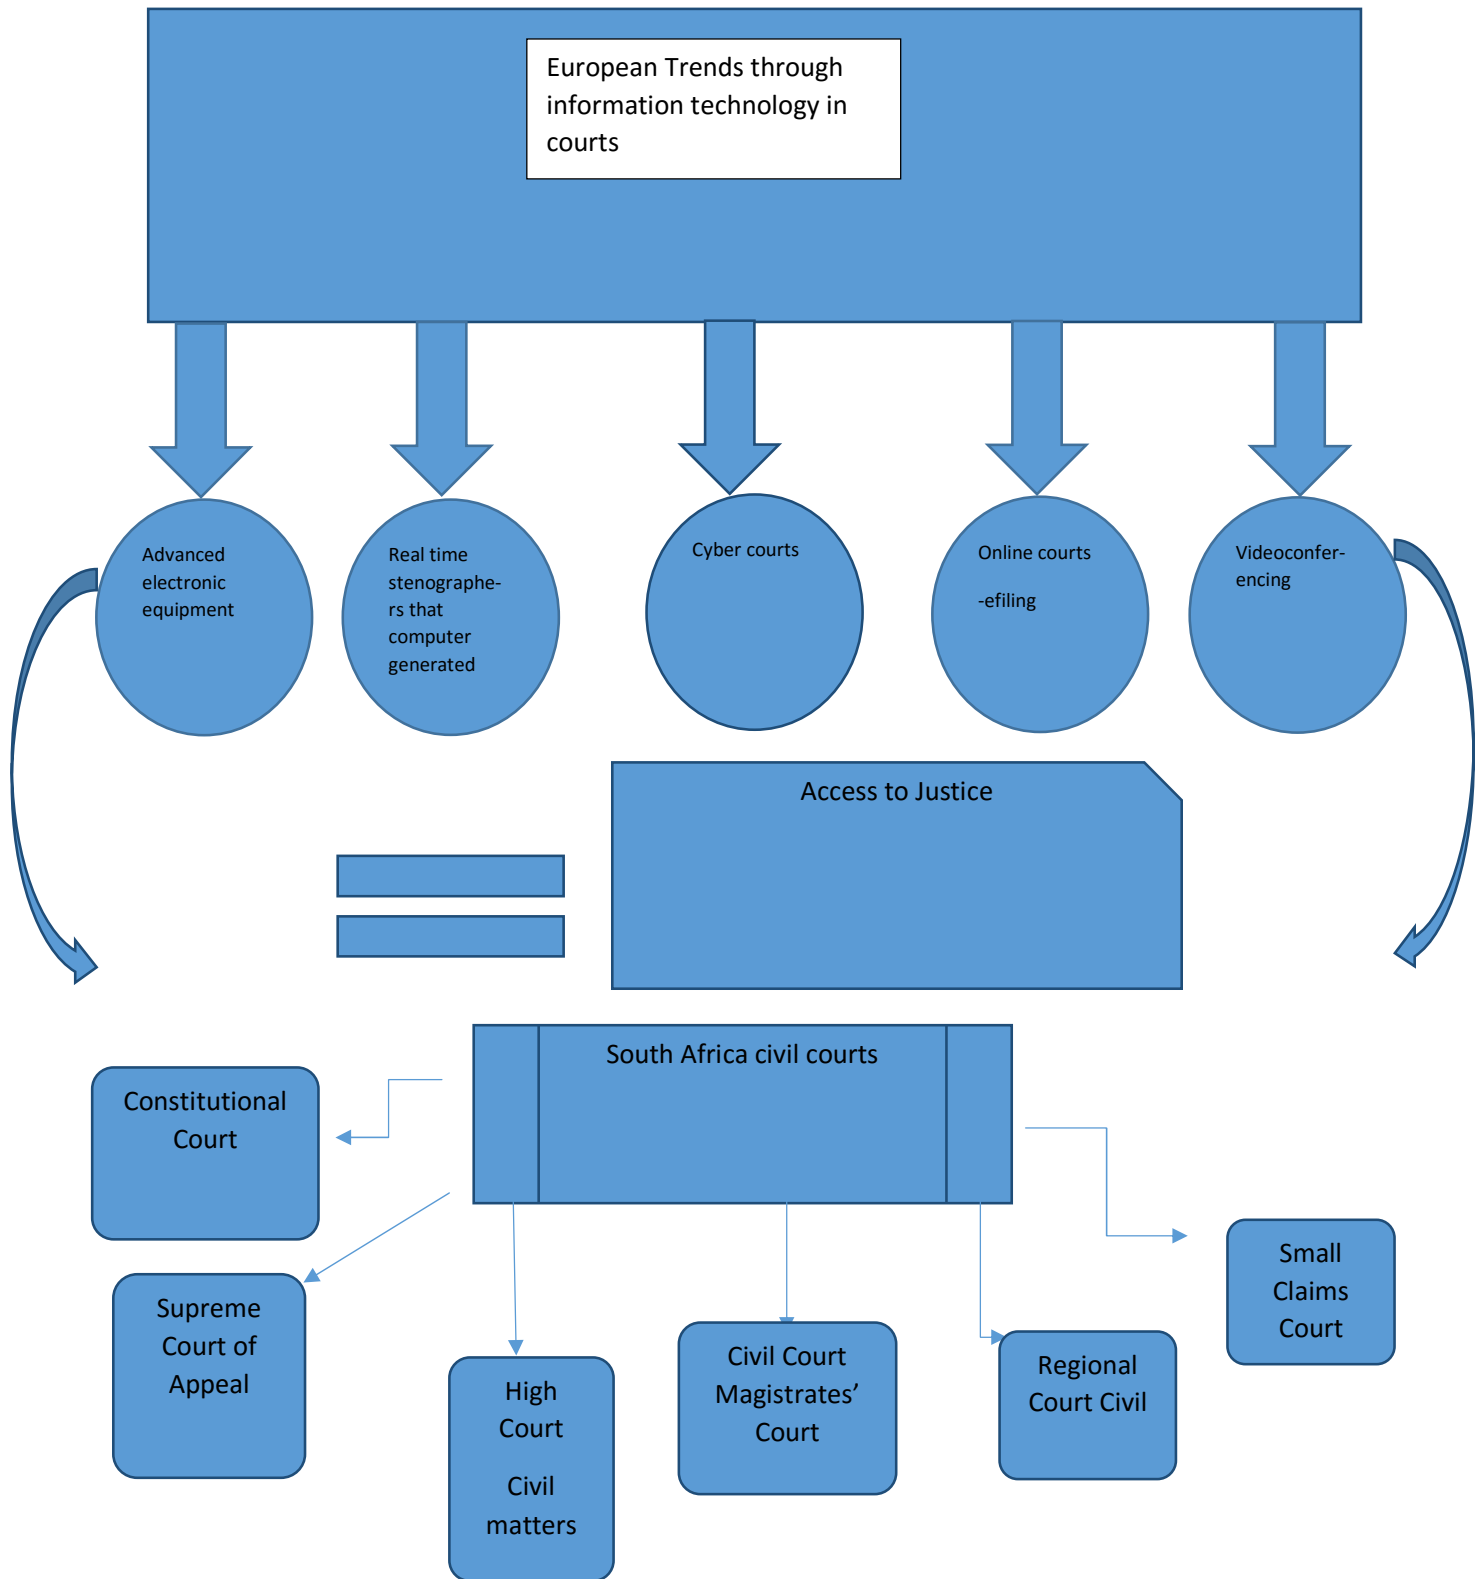 European Trends through
information technology in
courts
Advanced
electronic
equipment
Real time
stenographe-
rs that
computer
generated
Cyber courts
Online courts
-efiling
Videoconfer-
encing
Access to Justice
South Africa civil courts
Constitutional
Court
Supreme
Court of
Appeal
High
Court
Civil
matters
Civil Court
Magistrates’
Court
Regional
Court Civil
Small
Claims
Court